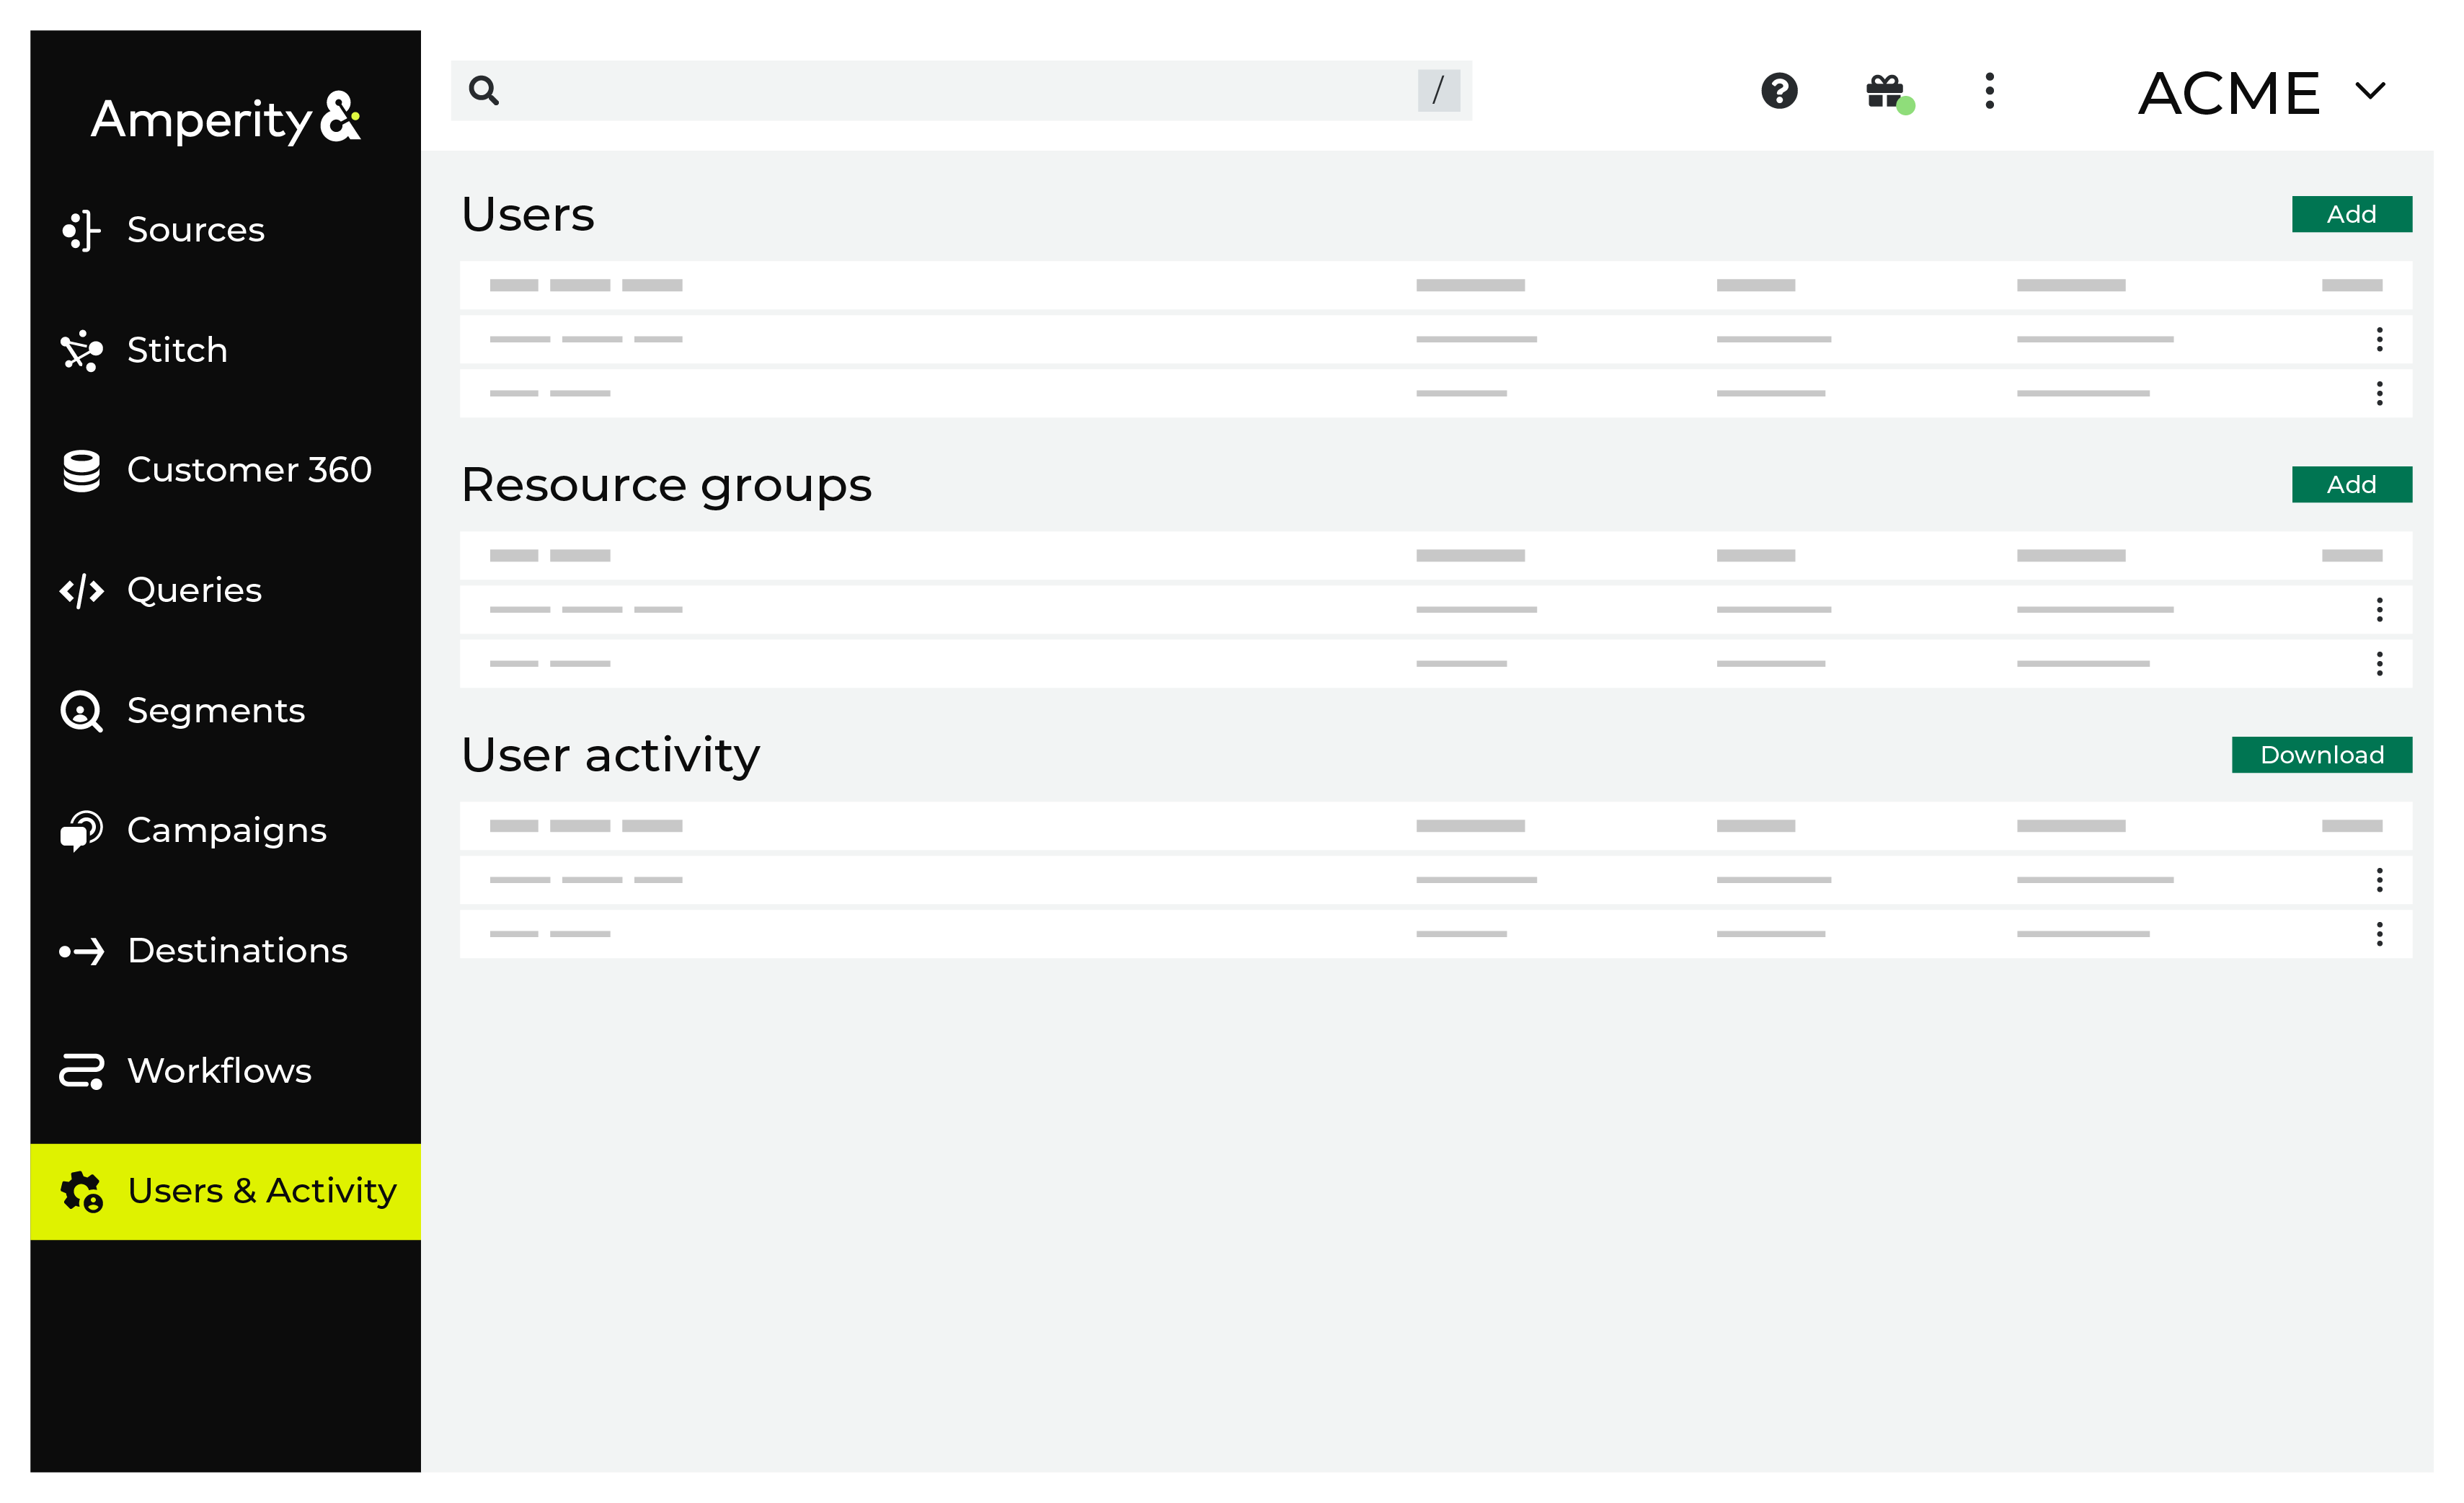 Amperity&
/
ACME
Sources
Stitch
Customer 360
Queries
Segments
Campaigns
Destinations
Workflows
Users & Activity
Users
Add
Resource groups
Add
User activity
Download